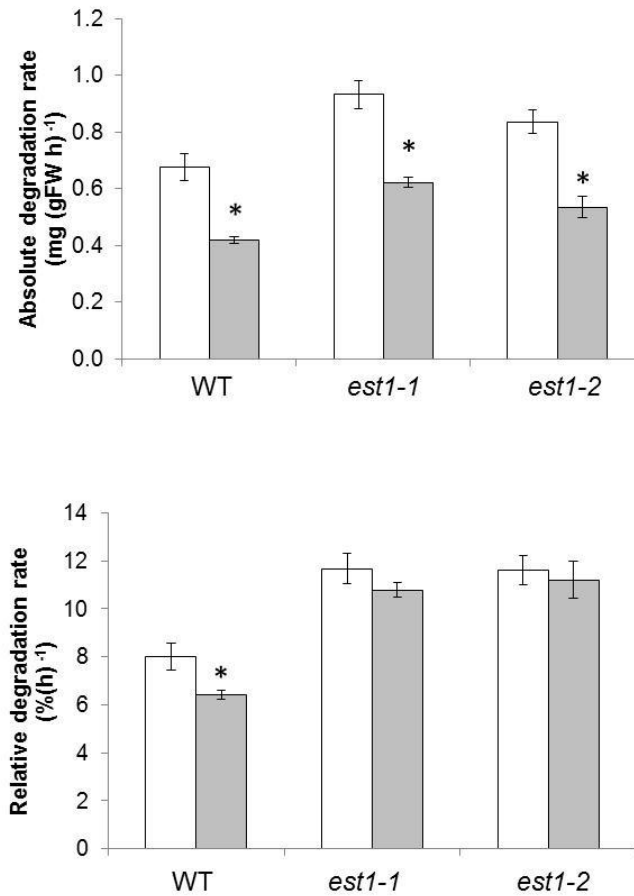 Absolute degradation rate
(mg (gFW h)⁻¹)
1.2
1.0
0.8
0.6
0.4
0.2
0.0
*
*
*
WT
est1-1
est1-2
Relative degradation rate
(%(h)⁻¹)
14
12
10
8
6
4
2
0
*
WT
est1-1
est1-2